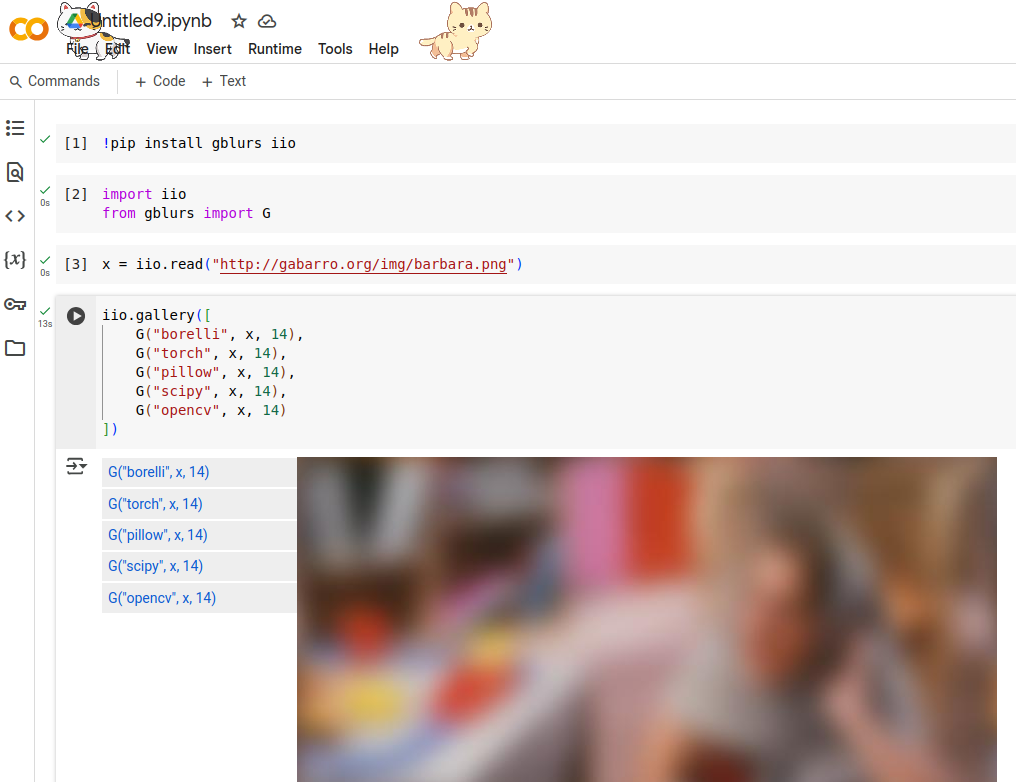 Untitled9.ipynb
File Edit View Insert Runtime Tools Help
Commands + Code + Text
[1] !pip install gblurs iio
[2] import iio
0s
from gblurs import G
[3] x = iio.read("http://gabarro.org/img/barbara.png")
0s
iio.gallery([
13s
G("borelli", x, 14),
G("torch", x, 14),
G("pillow", x, 14),
G("scipy", x, 14),
G("opencv", x, 14)
])
G("borelli", x, 14)
G("torch", x, 14)
G("pillow", x, 14)
G("scipy", x, 14)
G("opencv", x, 14)